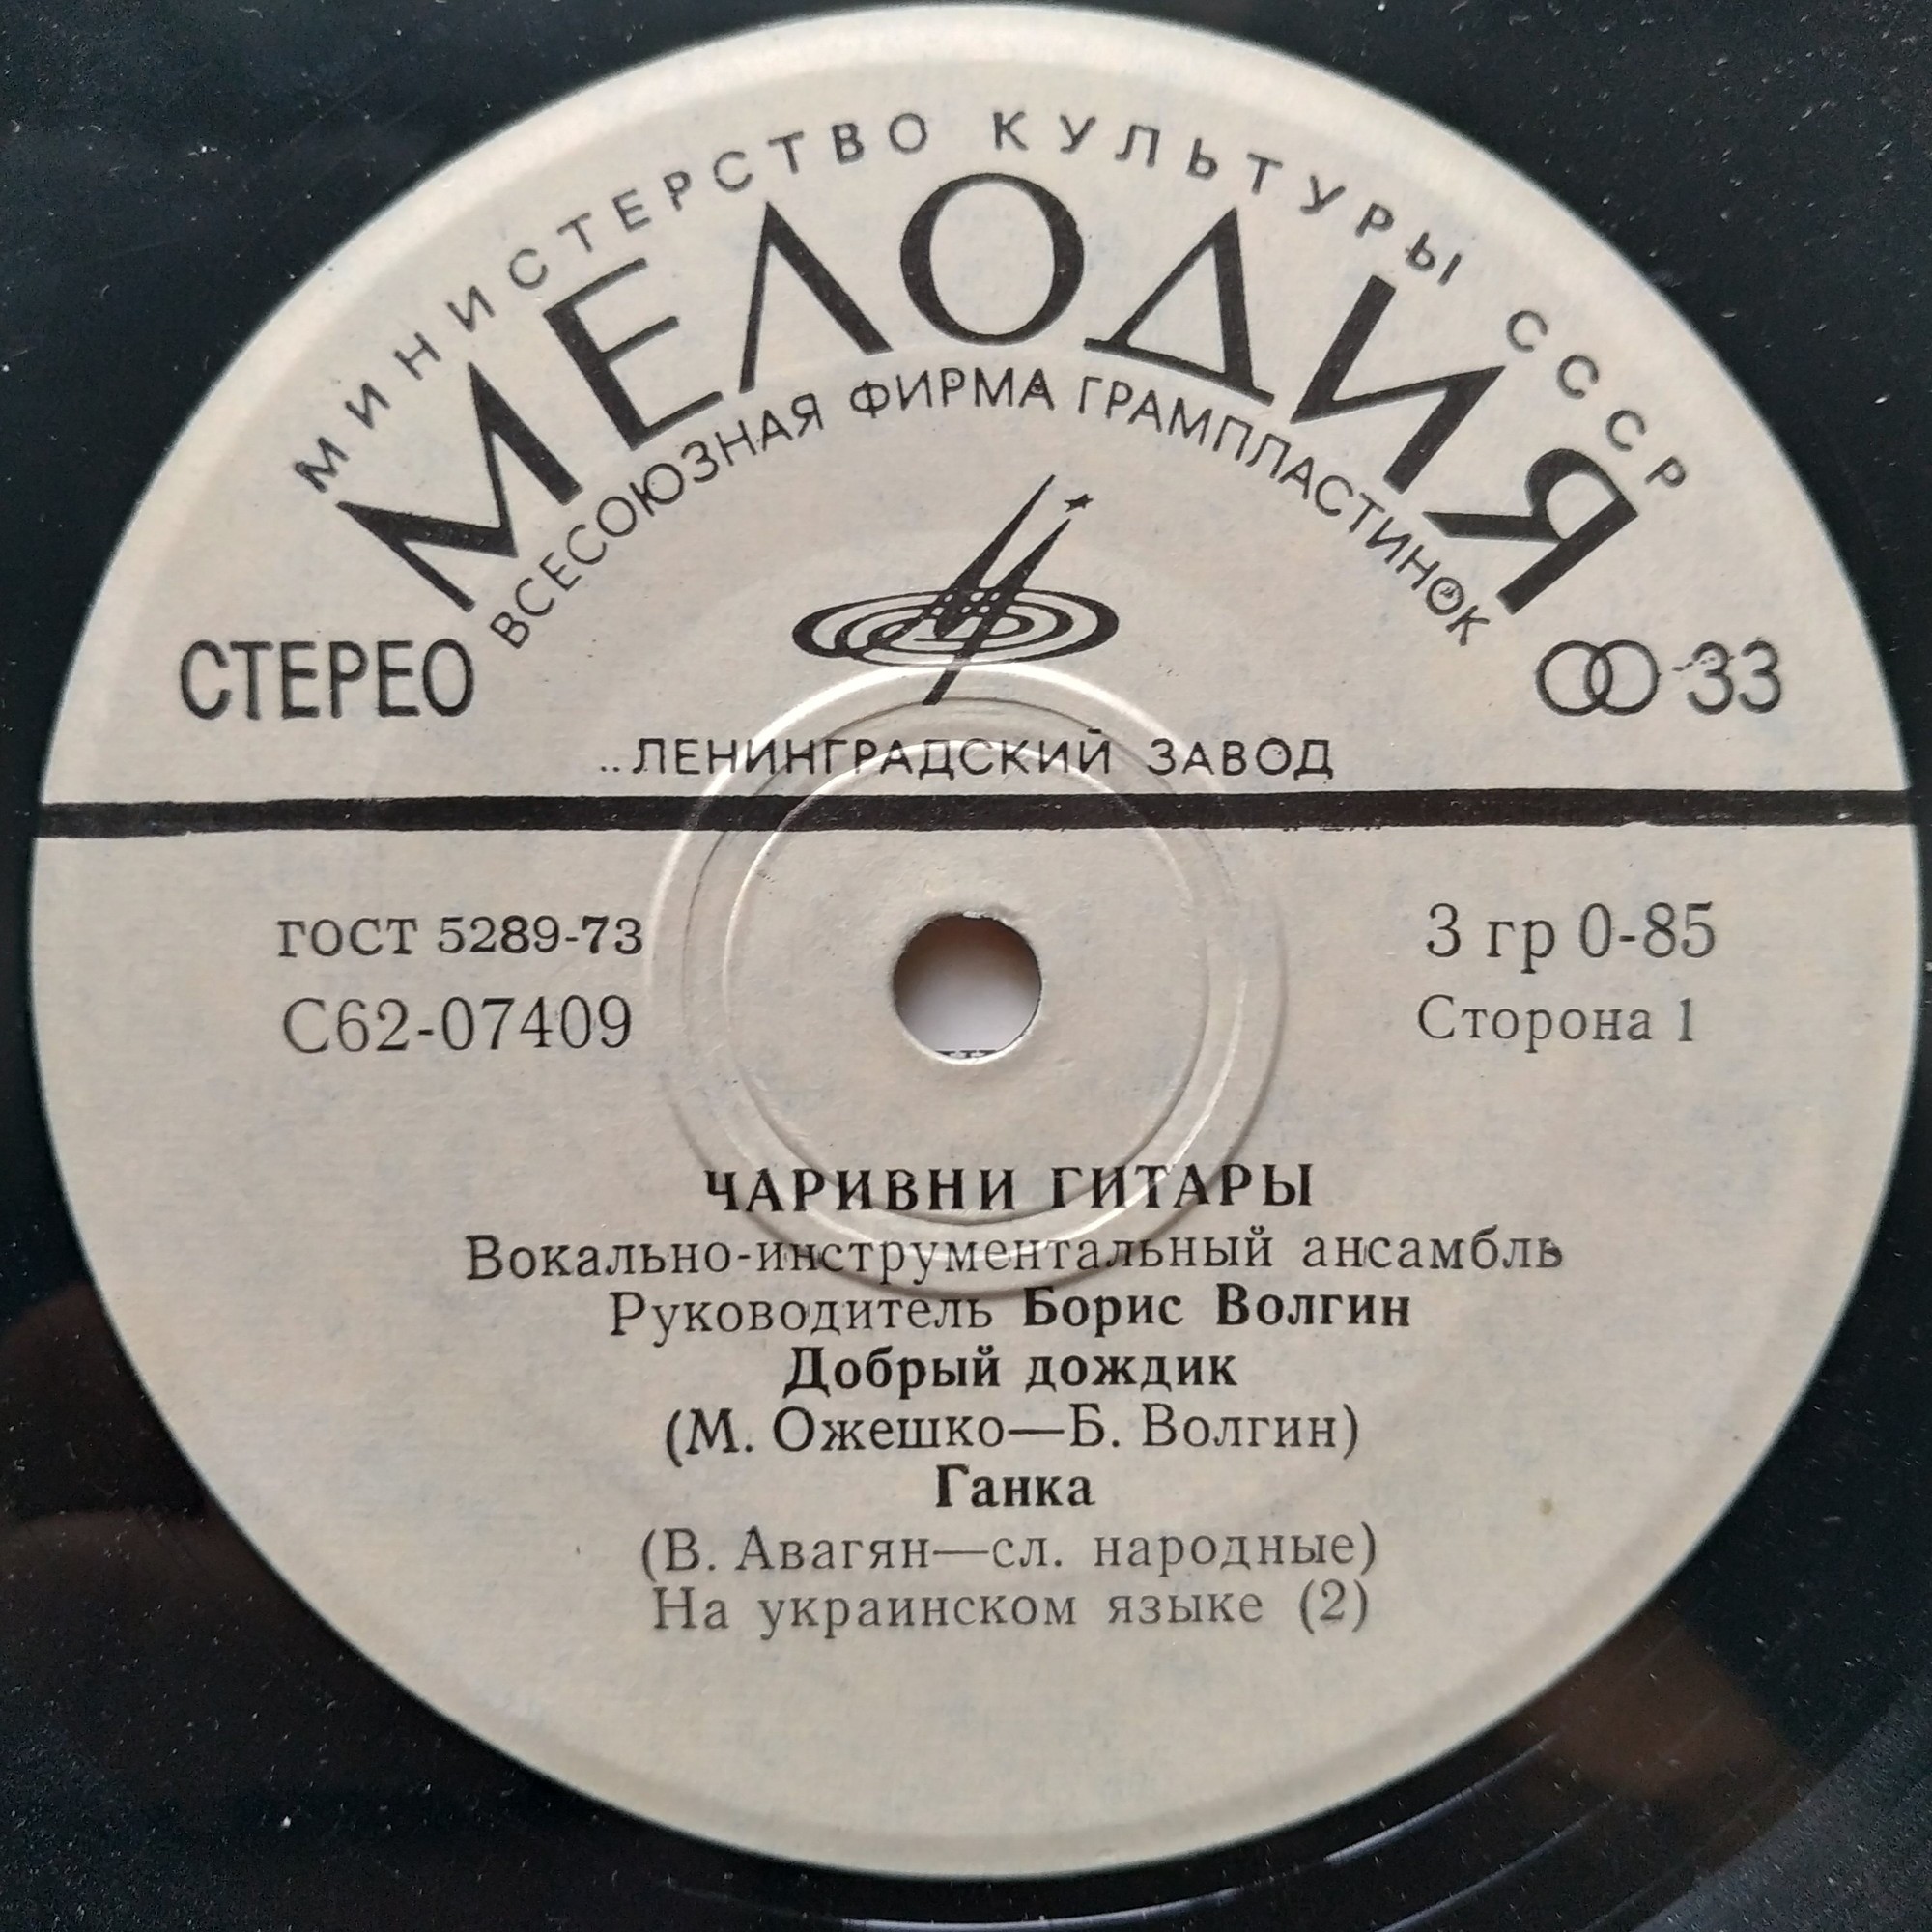 МИНИСТЕРСТВО КУЛЬТУРЫ СССР
МЕЛОДИЯ
ВСЕСОЮЗНАЯ ФИРМА ГРАМПЛАСТИНОК
СТЕРЕО
33
ЛЕНИНГРАДСКИЙ ЗАВОД
ГОСТ 5289-73
3 гр 0-85
С62-07409
Сторона 1
ЧАРИВНИ ГИТАРЫ
Вокально-инструментальный ансамбль
Руководитель Борис Волгин
Добрый дождик
(М. Ожешко—Б. Волгин)
Ганка
(В. Авагян—сл. народные)
На украинском языке (2)